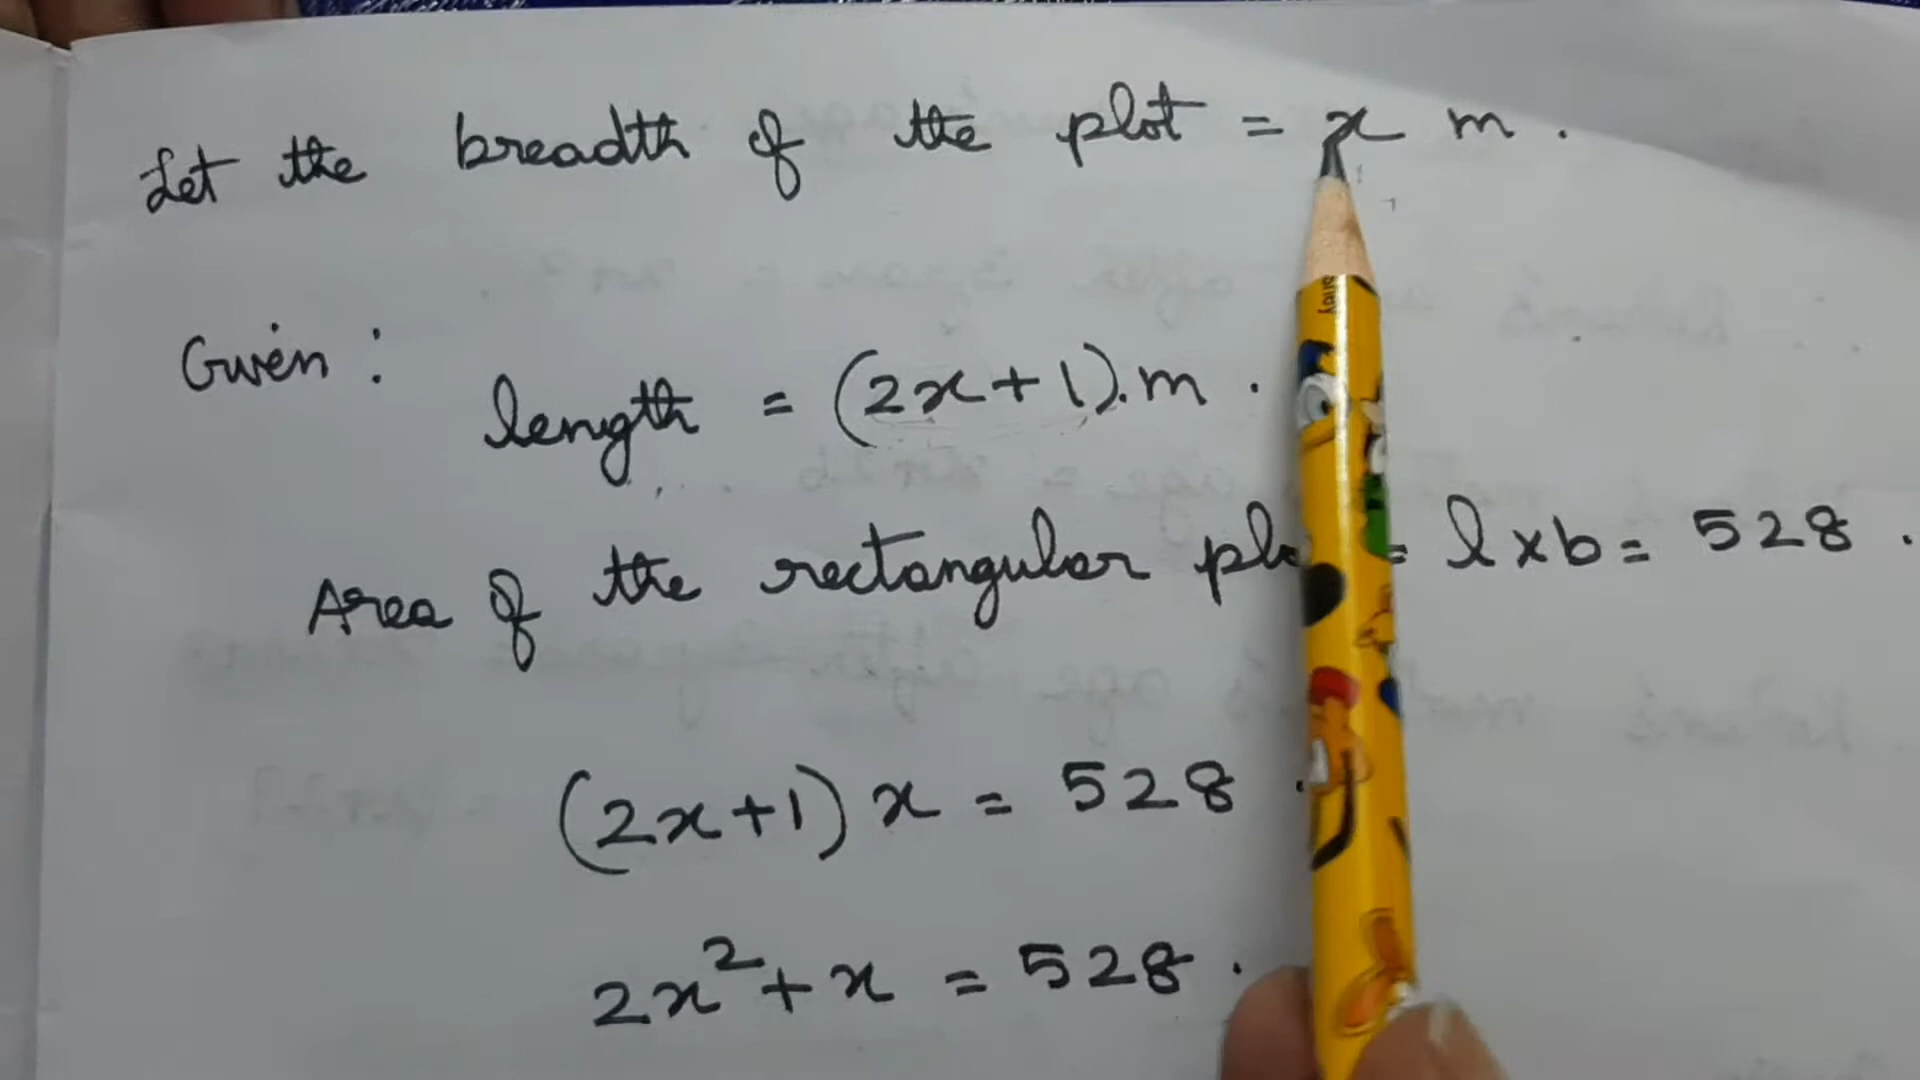 Let the breadth of the plot = x m.
Given:
length = (2x+1).m.
Area of the rectangular plo = l×b = 528.
(2x+1) x = 528.
2x²+x = 528.